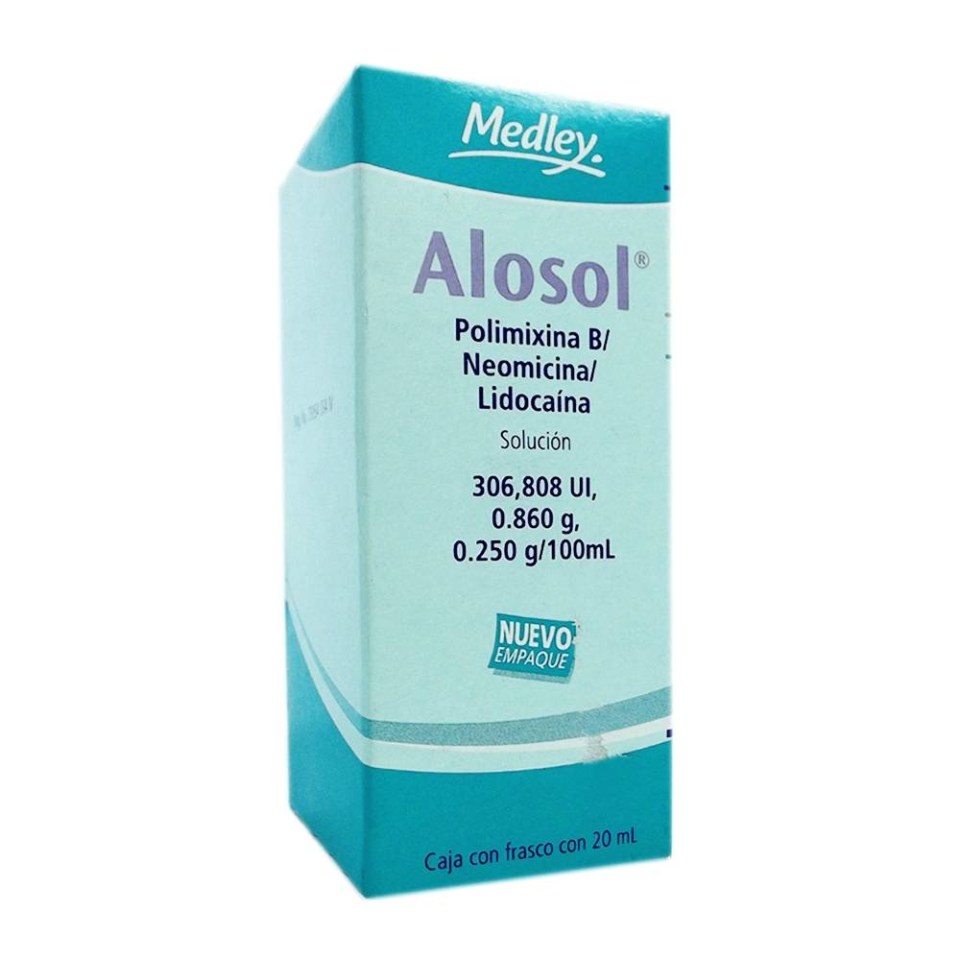 Medley
Alosol®
Polimixina B/
Neomicina/
Lidocaína
Solución
306,808 UI,
0.860 g,
0.250 g/100mL
NUEVO
EMPAQUE
Caja con frasco con 20 mL